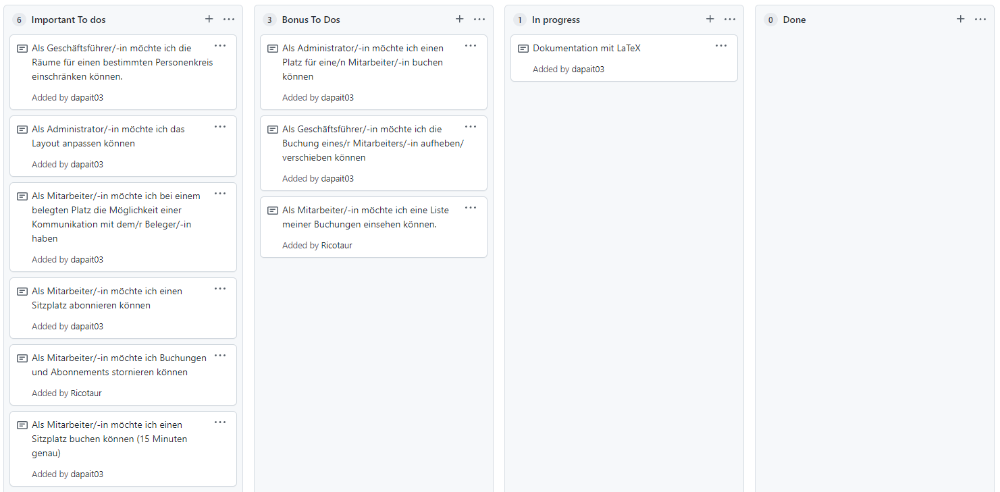 6 Important To dos
Als Geschäftsführer/-in möchte ich die
Räume für einen bestimmten Personenkreis
einschränken können.
Added by dapait03
Als Administrator/-in möchte ich das
Layout anpassen können
Added by dapait03
Als Mitarbeiter/-in möchte ich bei einem
belegten Platz die Möglichkeit einer
Kommunikation mit dem/r Beleger/-in
haben
Added by dapait03
Als Mitarbeiter/-in möchte ich einen
Sitzplatz abonnieren können
Added by dapait03
Als Mitarbeiter/-in möchte ich Buchungen
und Abonnements stornieren können
Added by Ricotaur
Als Mitarbeiter/-in möchte ich einen
Sitzplatz buchen können (15 Minuten
genau)
Added by dapait03
3 Bonus To Dos
Als Administrator/-in möchte ich einen
Platz für eine/n Mitarbeiter/-in buchen
können
Added by dapait03
Als Geschäftsführer/-in möchte ich die
Buchung eines/r Mitarbeiters/-in aufheben/
verschieben können
Added by dapait03
Als Mitarbeiter/-in möchte ich eine Liste
meiner Buchungen einsehen können.
Added by Ricotaur
1 In progress
Dokumentation mit LaTeX
Added by dapait03
0 Done